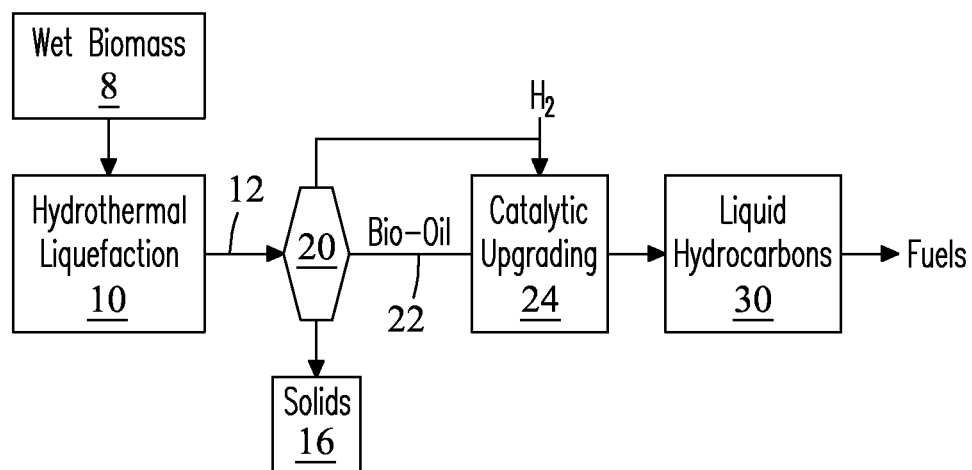 Wet Biomass
8
H₂
Hydrothermal
Liquefaction
10
12
20
Bio-Oil
22
Catalytic
Upgrading
24
Liquid
Hydrocarbons
30
Fuels
Solids
16